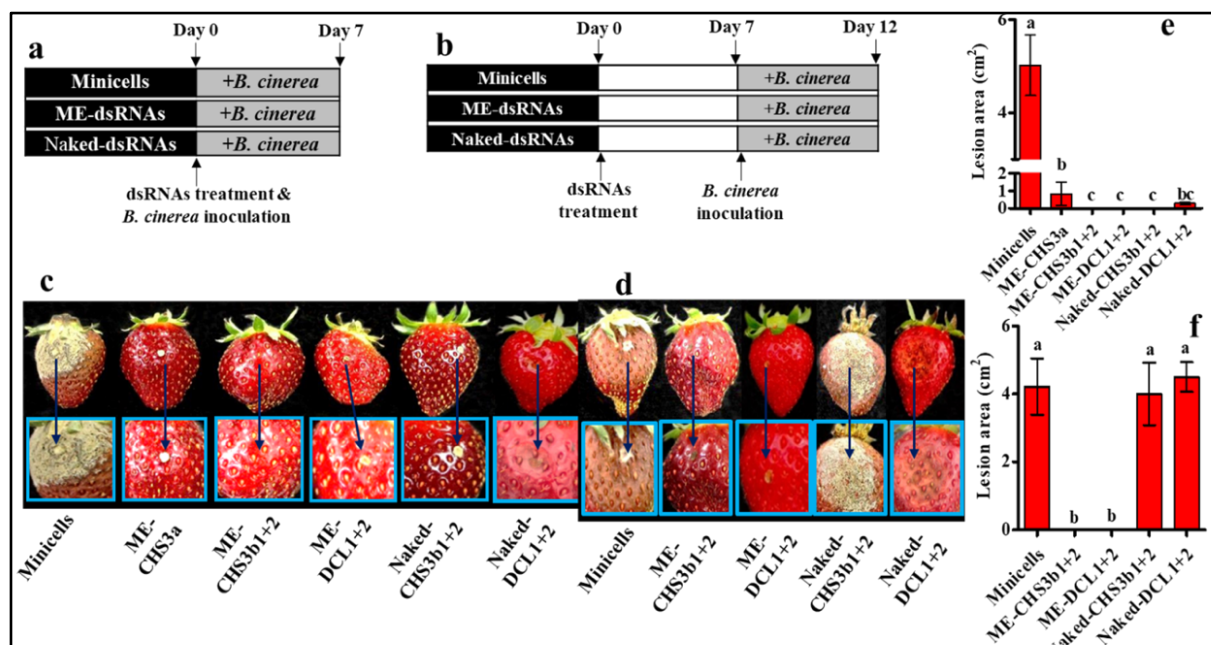 a
Day 0
Day 7
Minicells
+B. cinerea
ME-dsRNAs
+B. cinerea
Naked-dsRNAs
+B. cinerea
dsRNAs treatment &
B. cinerea inoculation
b
Day 0
Day 7
Day 12
Minicells
+B. cinerea
ME-dsRNAs
+B. cinerea
Naked-dsRNAs
+B. cinerea
dsRNAs
treatment
B. cinerea
inoculation
c
Minicells
ME-
CHS3a
ME-
CHS3b1+2
ME-
DCL1+2
Naked-
CHS3b1+2
Naked-
DCL1+2
d
Minicells
ME-
CHS3b1+2
ME-
DCL1+2
Naked-
CHS3b1+2
Naked-
DCL1+2
e
Lesion area (cm2)
6
2
1
0
a
b
c
c
c
bc
Minicells
ME-CHS3a
ME-CHS3b1+2
ME-DCL1+2
Naked-CHS3b1+2
Naked-DCL1+2
f
Lesion area (cm2)
6
4
2
0
a
b
b
a
a
Minicells
ME-CHS3b1+2
ME-DCL1+2
Naked-CHS3b1+2
Naked-DCL1+2